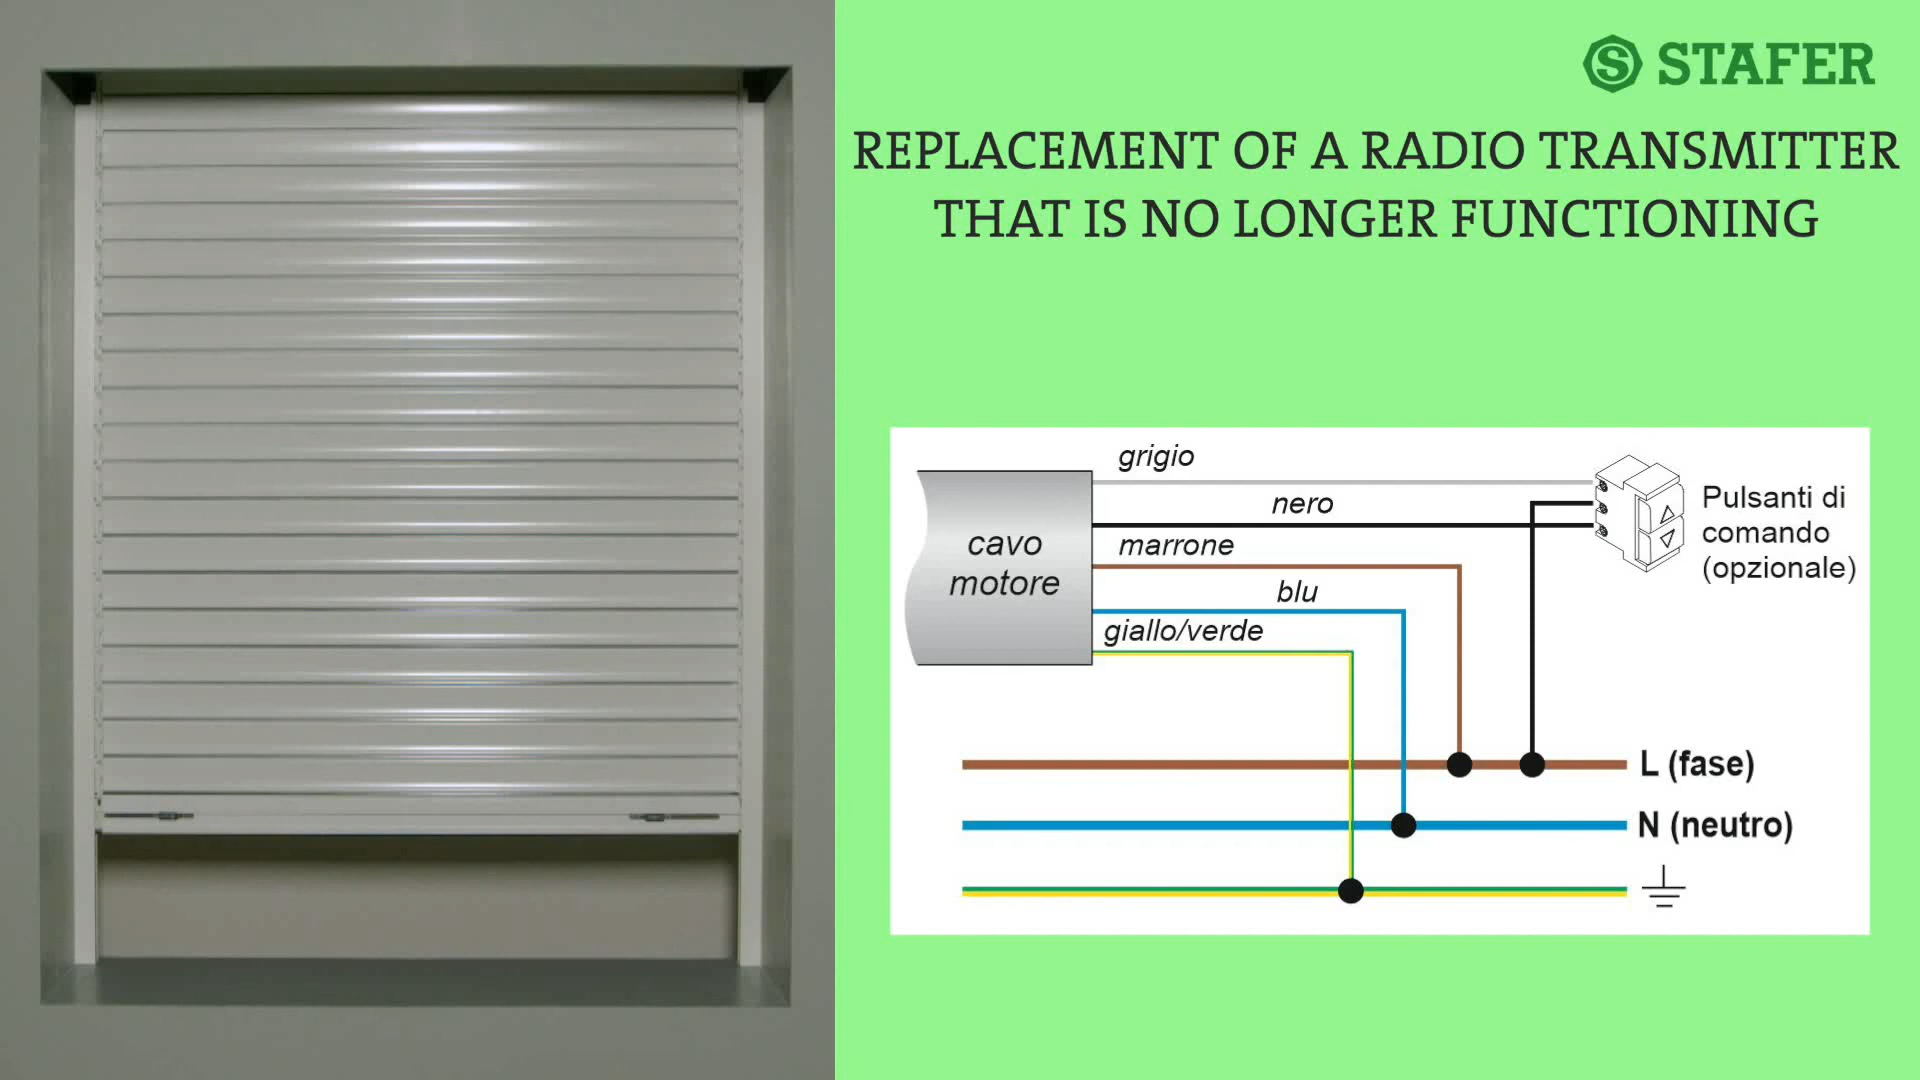 STAFER
REPLACEMENT OF A RADIO TRANSMITTER
THAT IS NO LONGER FUNCTIONING
grigio
nero
marrone
blu
giallo/verde
cavo
motore
Pulsanti di
comando
(opzionale)
L (fase)
N (neutro)